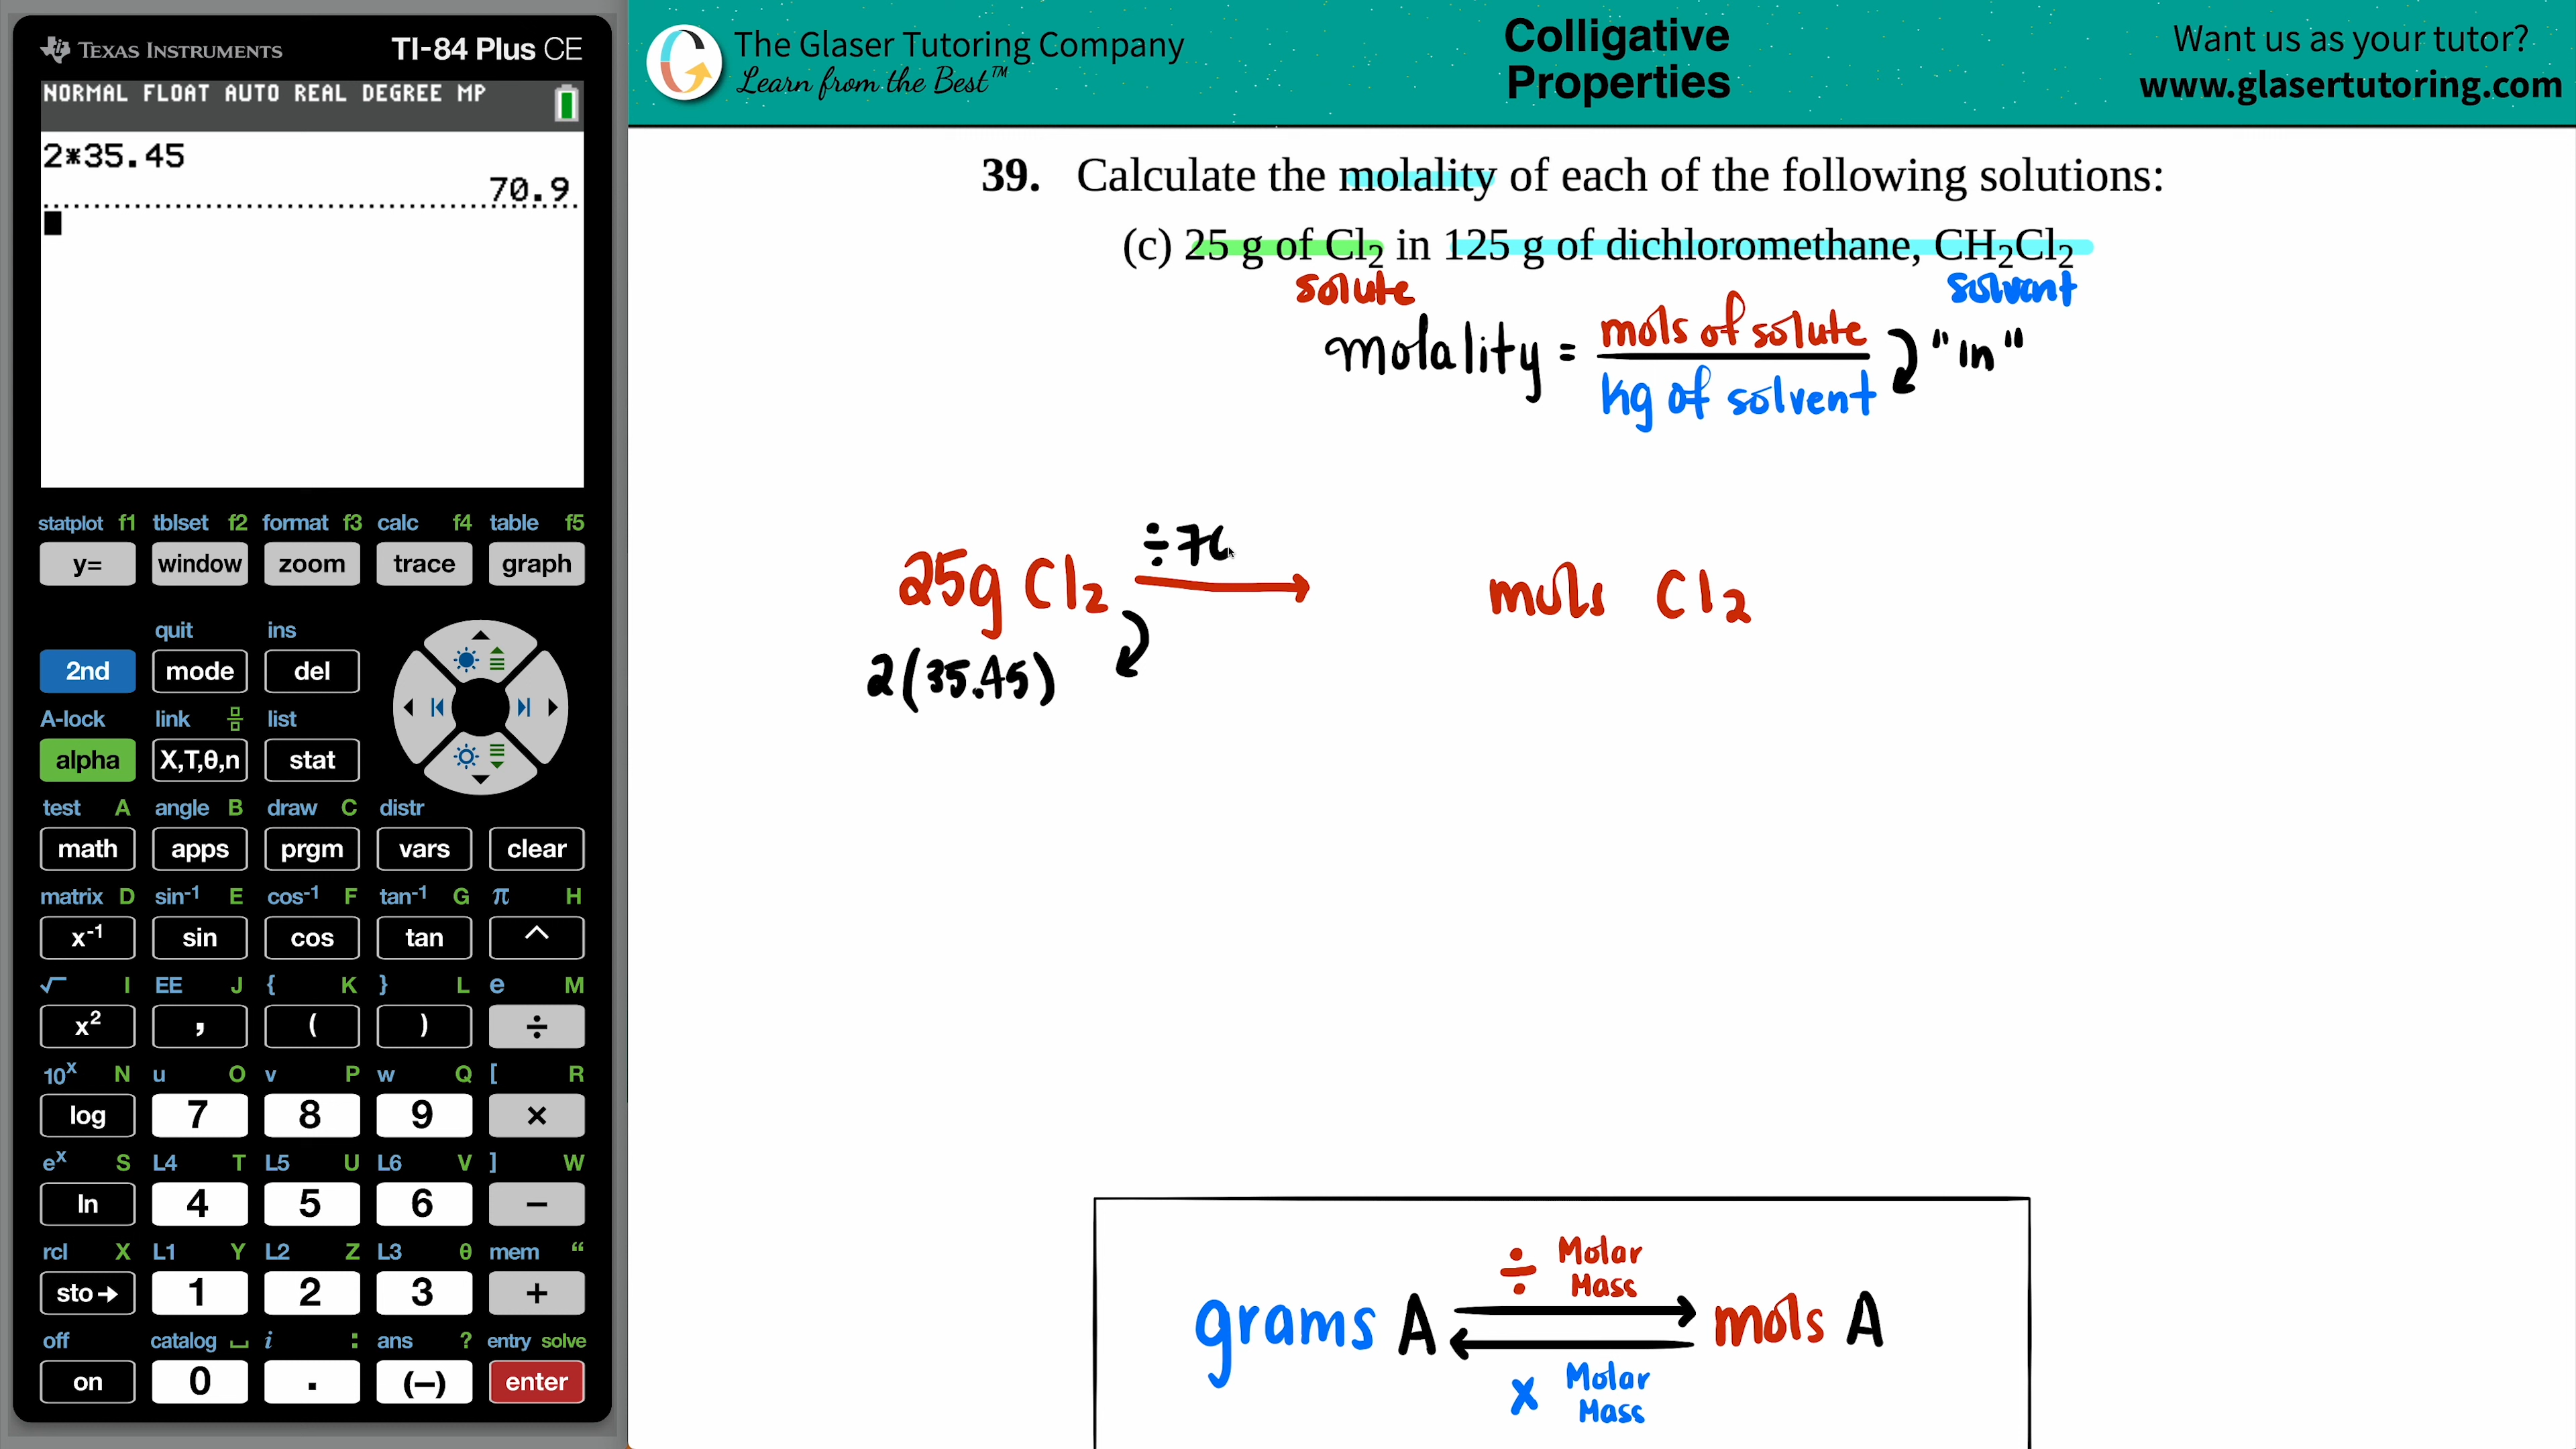 TEXAS INSTRUMENTS TI-84 Plus CE
NORMAL FLOAT AUTO REAL DEGREE MP
2*35.45
70.9
statplot f1 tblset f2 format f3 calc f4 table f5
y= window zoom trace graph
quit ins
2nd mode del
A-lock link list
alpha X,T,θ,n stat
test A angle B draw C distr
math apps prgm vars clear
matrix D sin⁻¹ E cos⁻¹ F tan⁻¹ G π H
x⁻¹ sin cos tan ^
√ I EE J { K } L e M
x² , ( ) ÷
10ˣ N u O v P w Q [ R
log 7 8 9 ×
eˣ S L4 T L5 U L6 V ] W
ln 4 5 6 −
rcl X L1 Y L2 Z L3 θ mem “
sto→ 1 2 3 +
off catalog ␣ i : ans ? entry solve
on 0 . (−) enter
The Glaser Tutoring Company
Learn from the Best™
Colligative
Properties
Want us as your tutor?
www.glasertutoring.com
39. Calculate the molality of each of the following solutions:
(c) 25 g of Cl₂ in 125 g of dichloromethane, CH₂Cl₂
solute solvent
molality = mols of solute "in"
kg of solvent
÷70
25g Cl₂ → mols Cl₂
2(35.45)
÷ Molar
Mass
grams A mols A
x Molar
Mass